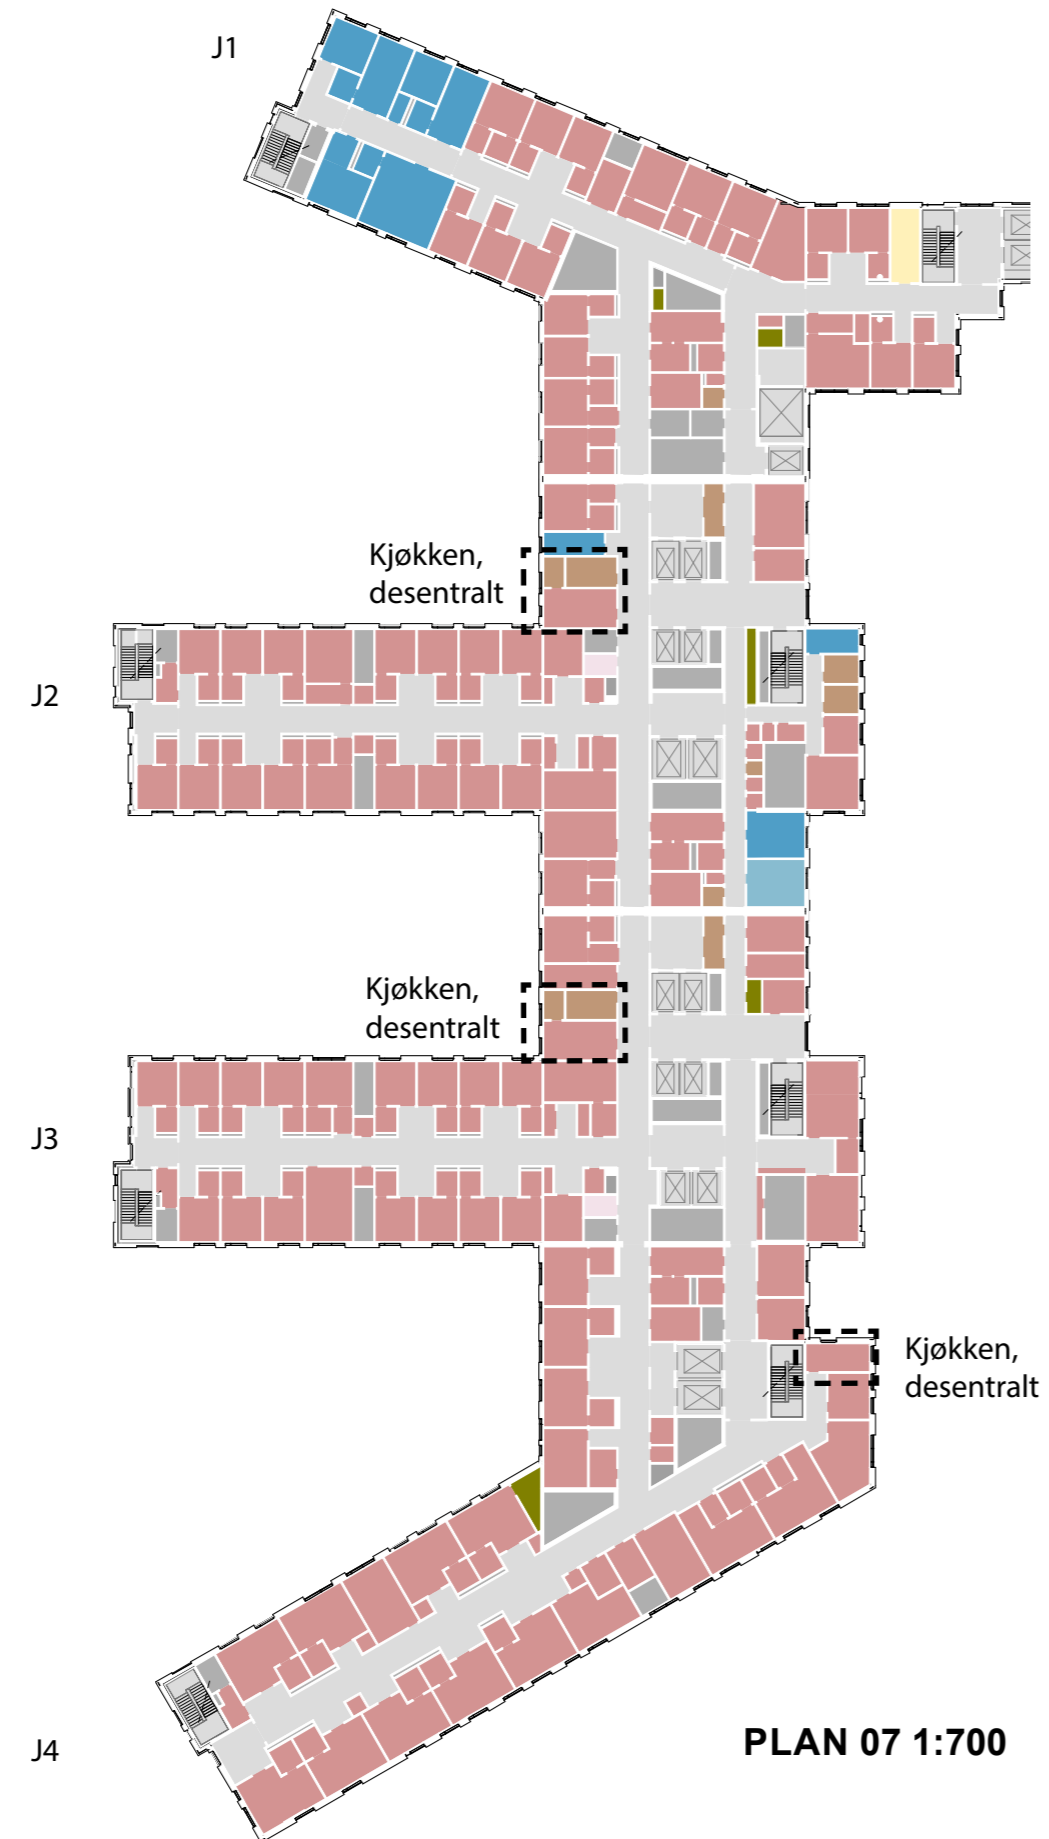 J1
Kjøkken,
desentralt
J2
Kjøkken,
desentralt
J3
Kjøkken,
desentralt
J4
PLAN 07 1:700